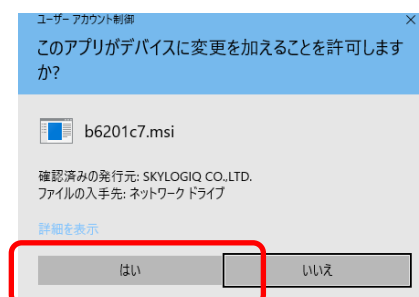 ユーザー アカウント制御
このアプリがデバイスに変更を加えることを許可します
か?
b6201c7.msi
確認済みの発行元: SKYLOGIQ CO.,LTD.
ファイルの入手先: ネットワーク ドライブ
詳細を表示
はい
いいえ